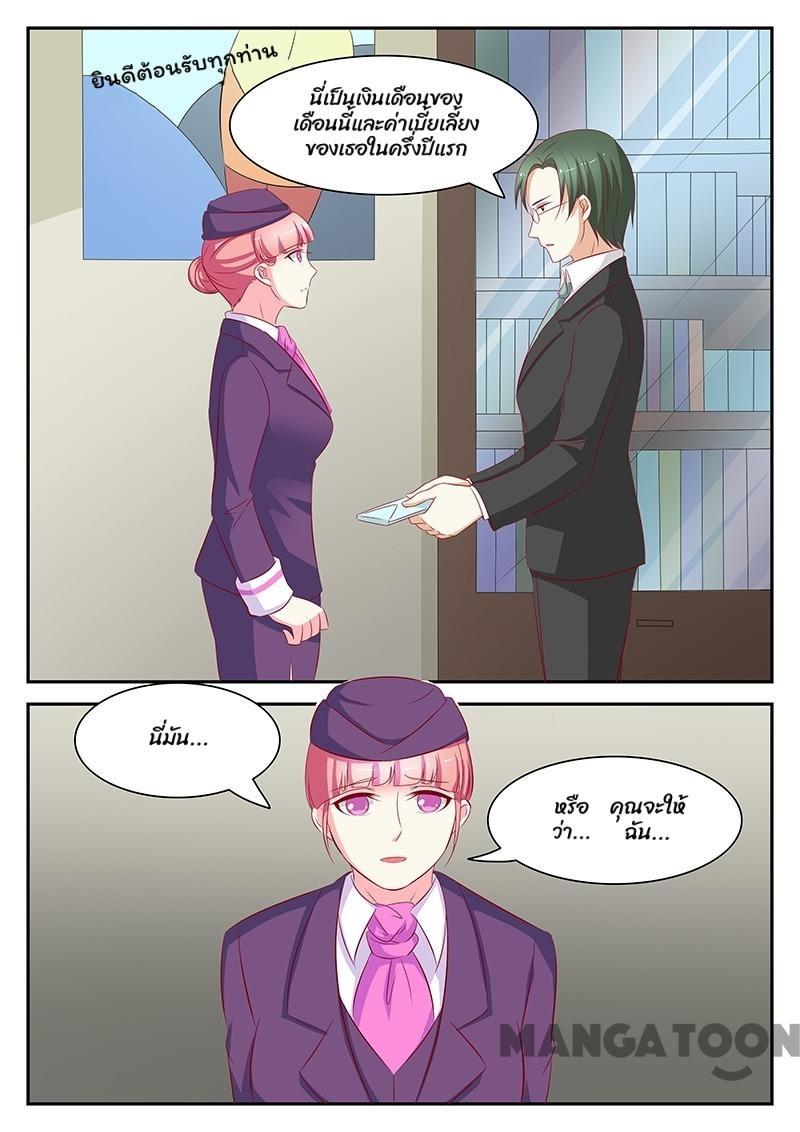 ยินดีต้อนรับทุกท่าน
นี่เป็นเงินเดือนของ
เดือนนี้และค่าเบี้ยเลี้ยง
ของเธอในครึ่งปีแรก
นี่มัน...
หรือ คุณจะให้
ว่า... ฉัน...
MANGATOON